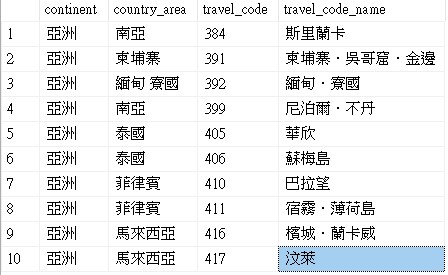 continent country_area travel_code travel_code_name
1 亞洲 南亞 384 斯里蘭卡
2 亞洲 柬埔寨 391 柬埔寨・吳哥窟・金邊
3 亞洲 緬甸 寮國 392 緬甸・寮國
4 亞洲 南亞 399 尼泊爾・不丹
5 亞洲 泰國 405 華欣
6 亞洲 泰國 406 蘇梅島
7 亞洲 菲律賓 410 巴拉望
8 亞洲 菲律賓 411 宿霧・薄荷島
9 亞洲 馬來西亞 416 檳城・蘭卡威
10 亞洲 馬來西亞 417 汶萊